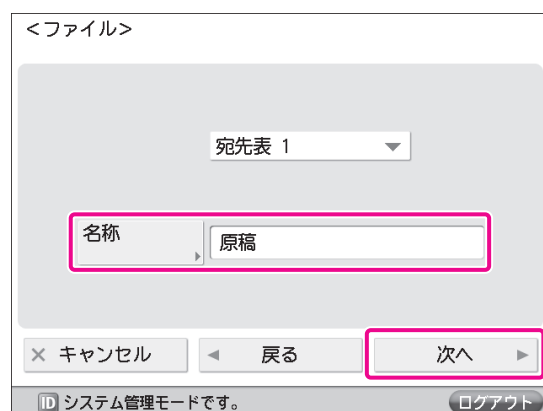 <ファイル>
宛先表 1
名称
原稿
キャンセル
戻る
次へ
ID システム管理モードです。
ログアウト